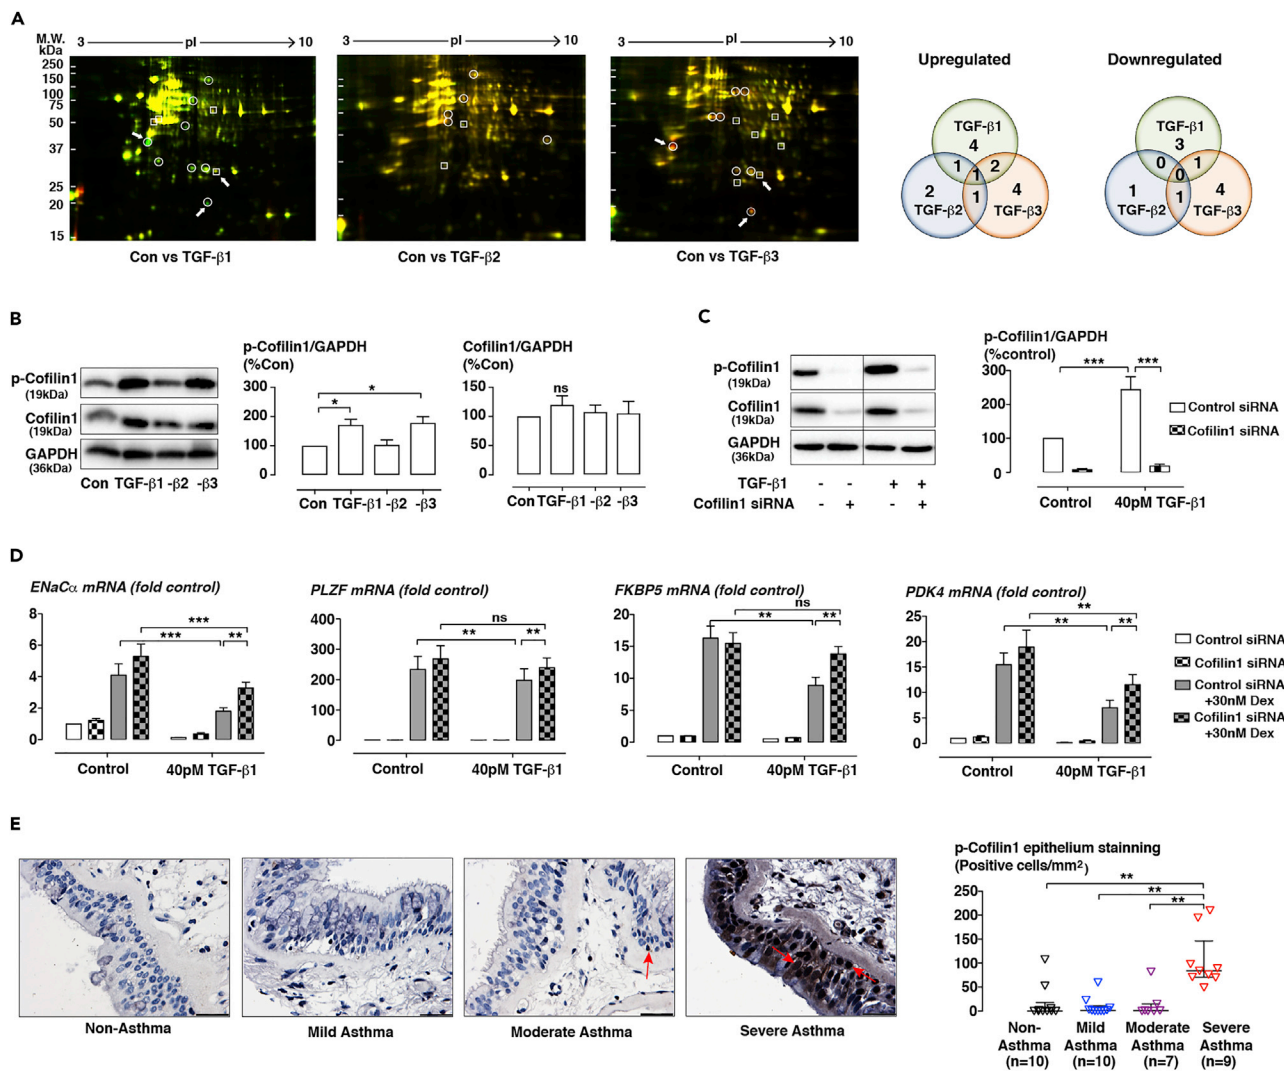 A
M.W.
kDa
3 pI 10
3 pI 10
3 pI 10
250
150
100
75
50
37
25
20
15
Con vs TGF-β1
Con vs TGF-β2
Con vs TGF-β3
Upregulated
TGF-β1
4
1 1 2
2 1 4
TGF-β2 TGF-β3
Downregulated
TGF-β1
3
0 0 1
1 1 4
TGF-β2 TGF-β3
B
p-Cofilin1
(19kDa)
Cofilin1
(19kDa)
GAPDH
(36kDa)
Con TGF-β1 -β2 -β3
p-Cofilin1/GAPDH
(%Con)
300
200
100
0
*
*
Con TGF-β1 -β2 -β3
Cofilin1/GAPDH
(%Con)
150
100
50
0
ns
Con TGF-β1 -β2 -β3
C
p-Cofilin1
(19kDa)
Cofilin1
(19kDa)
GAPDH
(36kDa)
TGF-β1 - - + +
Cofilin1 siRNA - + - +
p-Cofilin1/GAPDH
(%control)
*** ***
300
200
100
0
Control 40pM TGF-β1
Control siRNA
Cofilin1 siRNA
D
ENaCα mRNA (fold control)
8
6
4
2
0
***
*** **
Control 40pM TGF-β1
PLZF mRNA (fold control)
400
300
200
100
0
ns
** **
Control 40pM TGF-β1
FKBP5 mRNA (fold control)
20
15
10
5
0
ns
** **
Control 40pM TGF-β1
PDK4 mRNA (fold control)
25
20
15
10
5
0
**
** **
Control 40pM TGF-β1
Control siRNA
Cofilin1 siRNA
Control siRNA
+30nM Dex
Cofilin1 siRNA
+30nM Dex
E
Non-Asthma
Mild Asthma
Moderate Asthma
Severe Asthma
p-Cofilin1 epithelium stainning
(Positive cells/mm²)
250
200
150
100
50
0
**
**
**
Non- Mild Moderate Severe
Asthma Asthma Asthma Asthma
(n=10) (n=10) (n=7) (n=9)